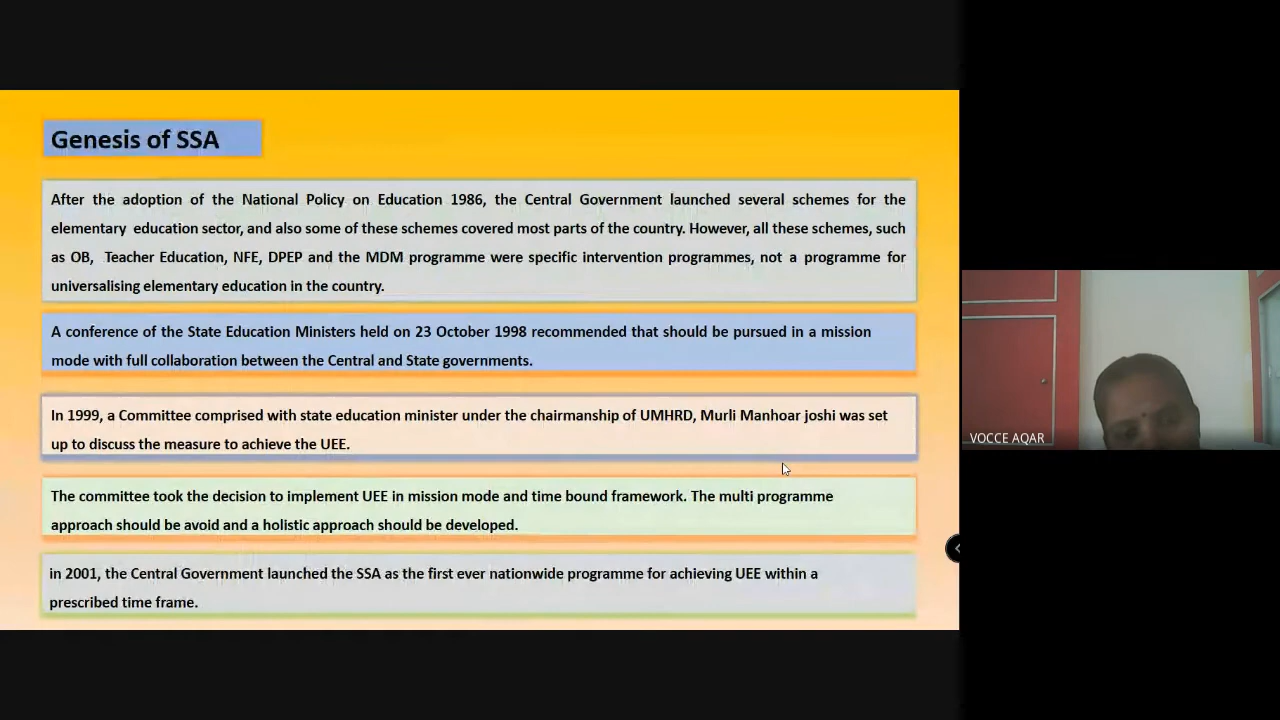 Genesis of SSA
After the adoption of the National Policy on Education 1986, the Central Government launched several schemes for the
elementary education sector, and also some of these schemes covered most parts of the country. However, all these schemes, such
as OB, Teacher Education, NFE, DPEP and the MDM programme were specific intervention programmes, not a programme for
universalising elementary education in the country.
A conference of the State Education Ministers held on 23 October 1998 recommended that should be pursued in a mission
mode with full collaboration between the Central and State governments.
In 1999, a Committee comprised with state education minister under the chairmanship of UMHRD, Murli Manhoar joshi was set
up to discuss the measure to achieve the UEE.
The committee took the decision to implement UEE in mission mode and time bound framework. The multi programme
approach should be avoid and a holistic approach should be developed.
in 2001, the Central Government launched the SSA as the first ever nationwide programme for achieving UEE within a
prescribed time frame.
VOCCE AQAR